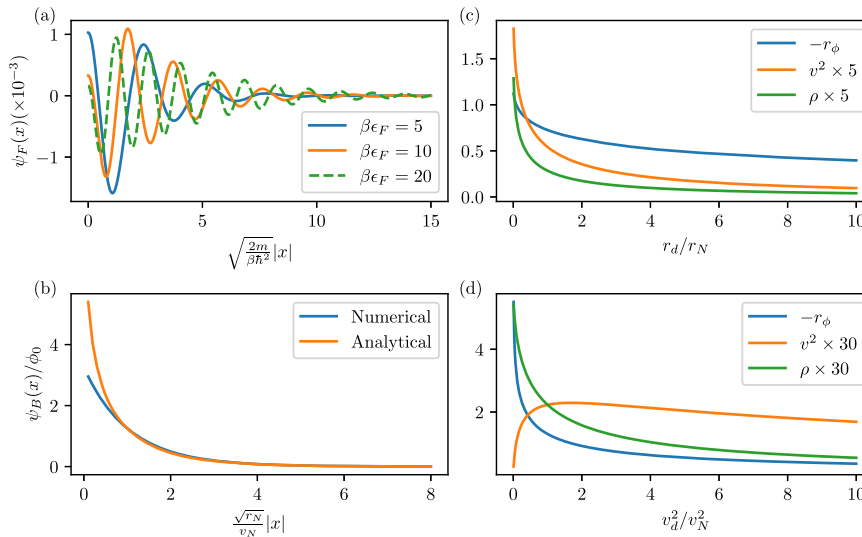 (a)
ψ_F(x)(×10⁻³)
1
0
−1
βϵ_F = 5
βϵ_F = 10
βϵ_F = 20
0
5
10
15
√(2m/βℏ²)|x|
(c)
1.5
1.0
0.5
0.0
−r_ϕ
v² × 5
ρ × 5
0
2
4
6
8
10
r_d/r_N
(b)
ψ_B(x)/ϕ₀
4
2
0
Numerical
Analytical
0
2
4
6
8
√r_N/v_N|x|
(d)
4
2
−r_ϕ
v² × 30
ρ × 30
0
2
4
6
8
10
v_d²/v_N²